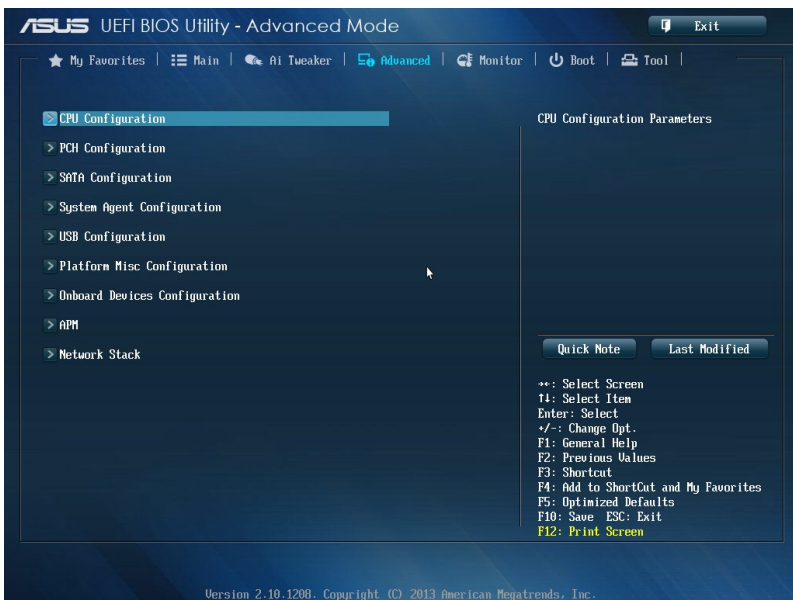 ASUS UEFI BIOS Utility - Advanced Mode
Exit
My Favorites | Main | Ai Tweaker | Advanced | Monitor | Boot | Tool |
CPU Configuration
PCH Configuration
SATA Configuration
System Agent Configuration
USB Configuration
Platform Misc Configuration
Onboard Devices Configuration
APM
Network Stack
CPU Configuration Parameters
Quick Note
Last Modified
→←: Select Screen
↑↓: Select Item
Enter: Select
+/-: Change Opt.
F1: General Help
F2: Previous Values
F3: Shortcut
F4: Add to ShortCut and My Favorites
F5: Optimized Defaults
F10: Save ESC: Exit
F12: Print Screen
Version 2.10.1208. Copyright (C) 2013 American Megatrends, Inc.